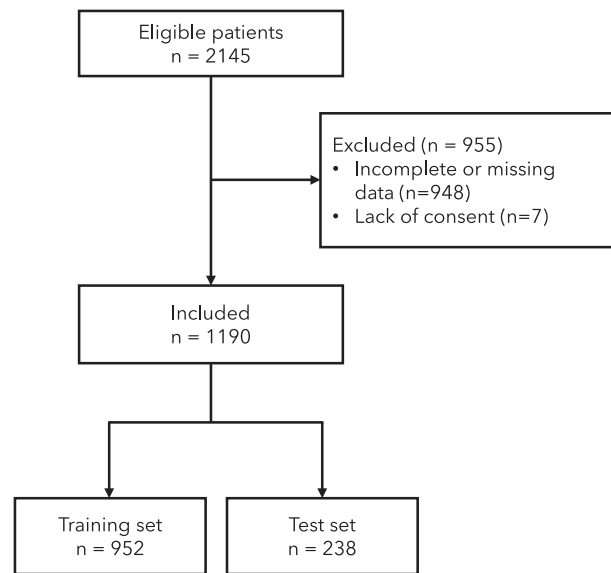 Eligible patients
n = 2145
Excluded (n = 955)
• Incomplete or missing
data (n=948)
• Lack of consent (n=7)
Included
n = 1190
Training set
n = 952
Test set
n = 238